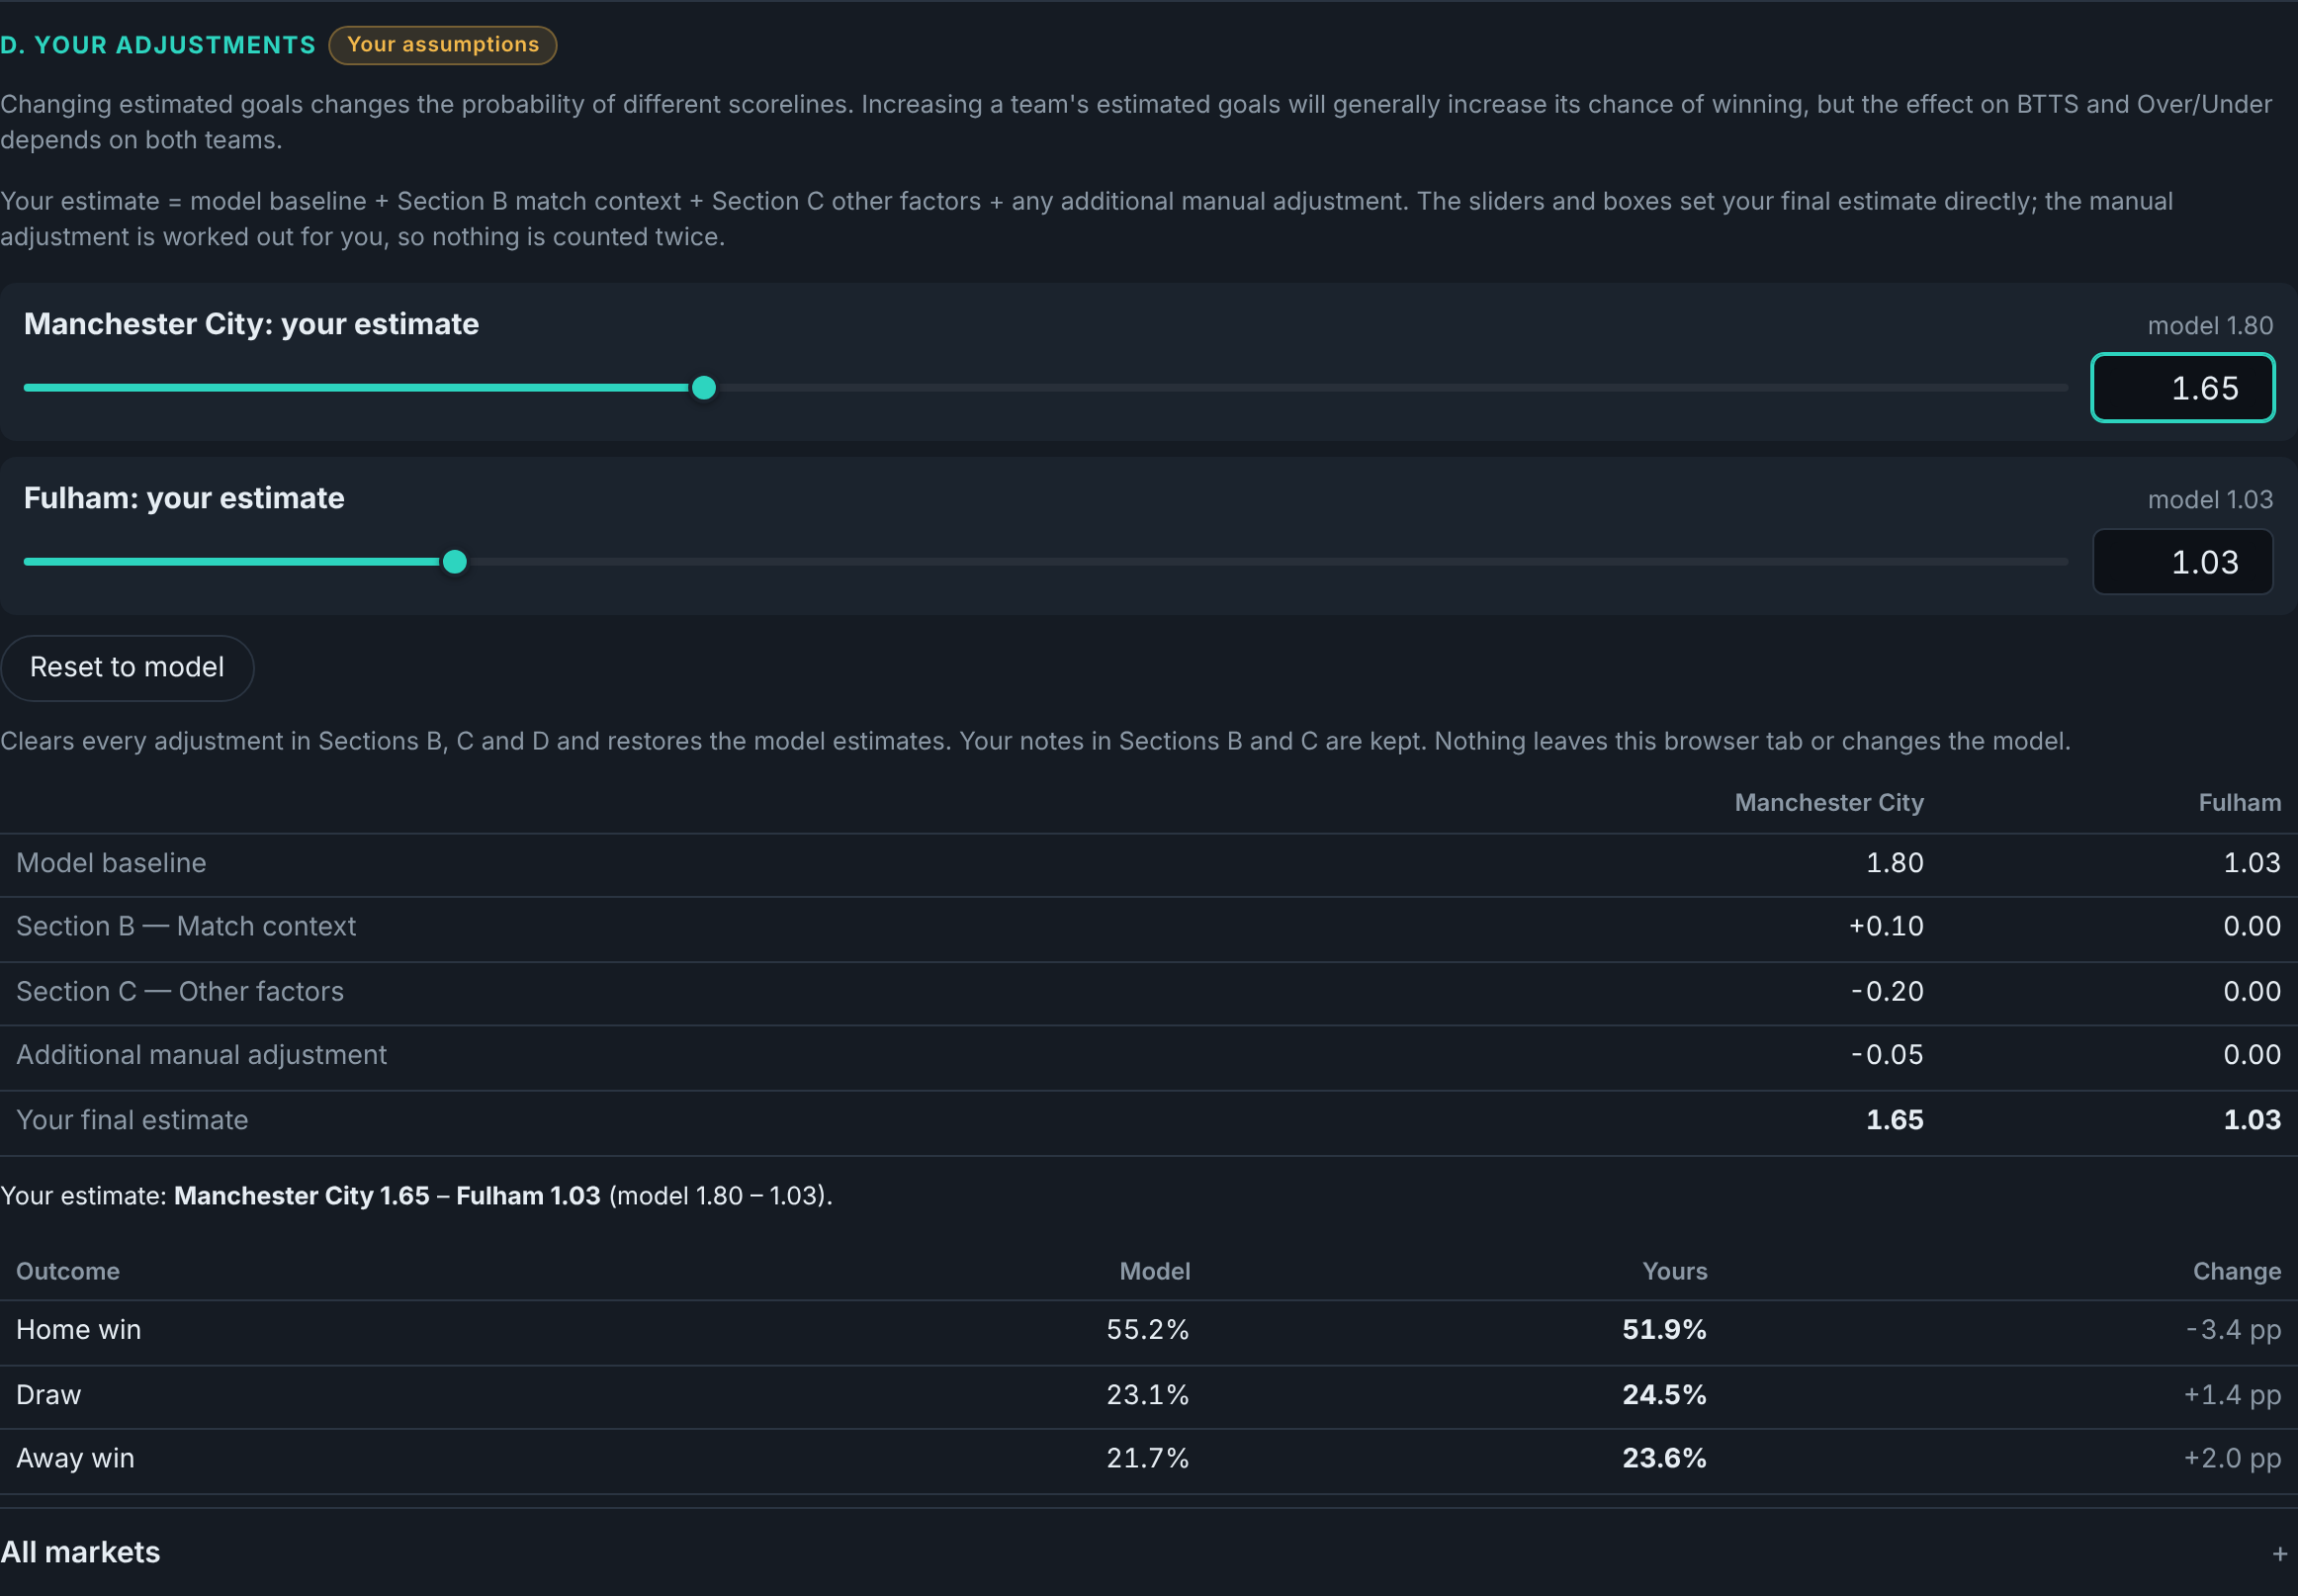 D. YOUR ADJUSTMENTS Your assumptions
Changing estimated goals changes the probability of different scorelines. Increasing a team's estimated goals will generally increase its chance of winning, but the effect on BTTS and Over/Under
depends on both teams.
Your estimate = model baseline + Section B match context + Section C other factors + any additional manual adjustment. The sliders and boxes set your final estimate directly; the manual
adjustment is worked out for you, so nothing is counted twice.
Manchester City: your estimate model 1.80
1.65
Fulham: your estimate model 1.03
1.03
Reset to model
Clears every adjustment in Sections B, C and D and restores the model estimates. Your notes in Sections B and C are kept. Nothing leaves this browser tab or changes the model.
Manchester City Fulham
Model baseline 1.80 1.03
Section B — Match context +0.10 0.00
Section C — Other factors -0.20 0.00
Additional manual adjustment -0.05 0.00
Your final estimate 1.65 1.03
Your estimate: Manchester City 1.65 – Fulham 1.03 (model 1.80 – 1.03).
Outcome Model Yours Change
Home win 55.2% 51.9% -3.4 pp
Draw 23.1% 24.5% +1.4 pp
Away win 21.7% 23.6% +2.0 pp
All markets +